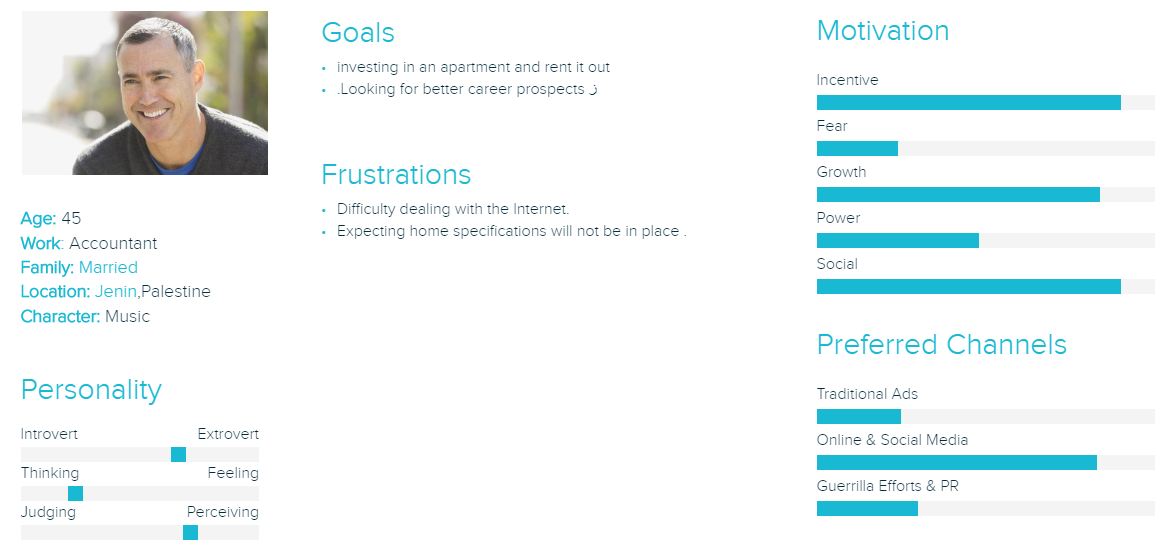 Age: 45
Work: Accountant
Family: Married
Location: Jenin,Palestine
Character: Music
Personality
Introvert Extrovert
Thinking Feeling
Judging Perceiving
Goals
• investing in an apartment and rent it out
• .Looking for better career prospects ز
Frustrations
• Difficulty dealing with the Internet.
• Expecting home specifications will not be in place .
Motivation
Incentive
Fear
Growth
Power
Social
Preferred Channels
Traditional Ads
Online & Social Media
Guerrilla Efforts & PR